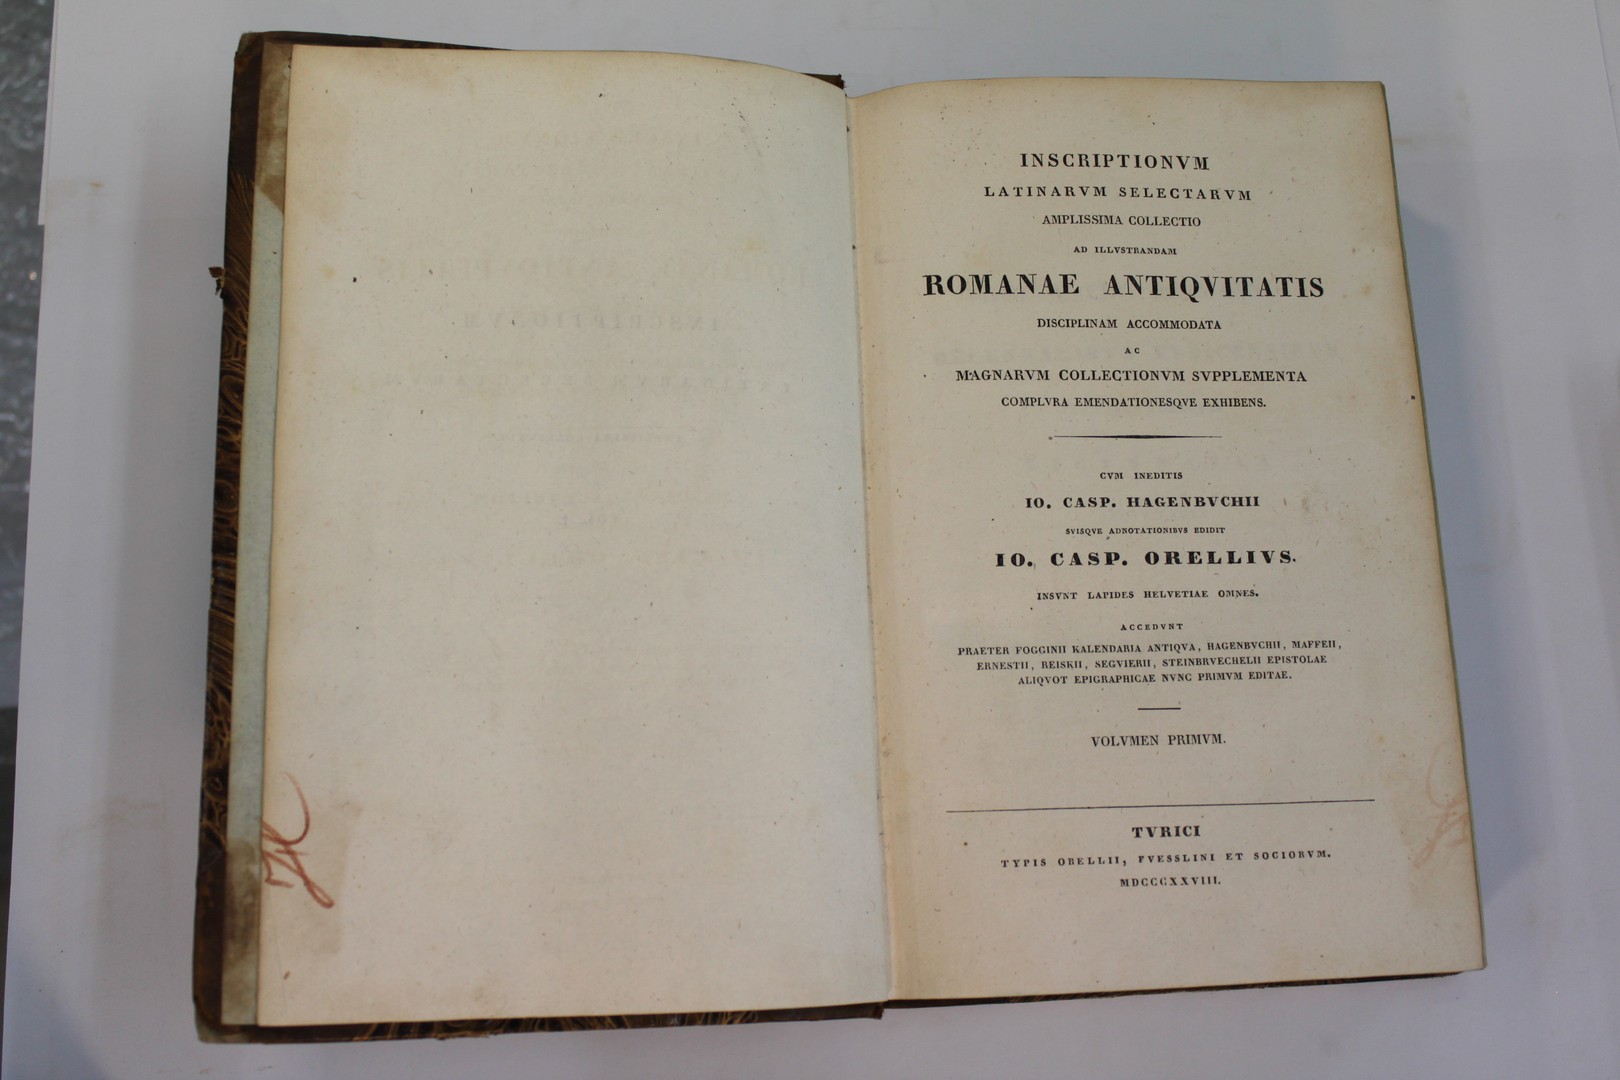 INSCRIPTIONVM
LATINARVM SELECTARVM
AMPLISSIMA COLLECTIO
AD ILLVSTRANDAM
ROMANAE ANTIQVITATIS
DISCIPLINAM ACCOMMODATA
AC
MAGNARVM COLLECTIONVM SVPPLEMENTA
COMPLVRA EMENDATIONESQVE EXHIBENS.
CVM INEDITIS
IO. CASP. HAGENBVCHII
SVISQVE ADNOTATIONIBVS EDIDIT
IO. CASP. ORELLIVS.
INSVNT LAPIDES HELVETIAE OMNES.
ACCEDVNT
PRAETER FOGGINII KALENDARIA ANTIQVA, HAGENBVCHII, MAFFEII,
ERNESTII, REISKII, SEGVIERII, STEINBRVECHELII EPISTOLAE
ALIQVOT EPIGRAPHICAE NVNC PRIMVM EDITAE.
VOLVMEN PRIMVM.
TVRICI
TYPIS ORELLII, FVESSLINI ET SOCIORVM.
MDCCCXXVIII.